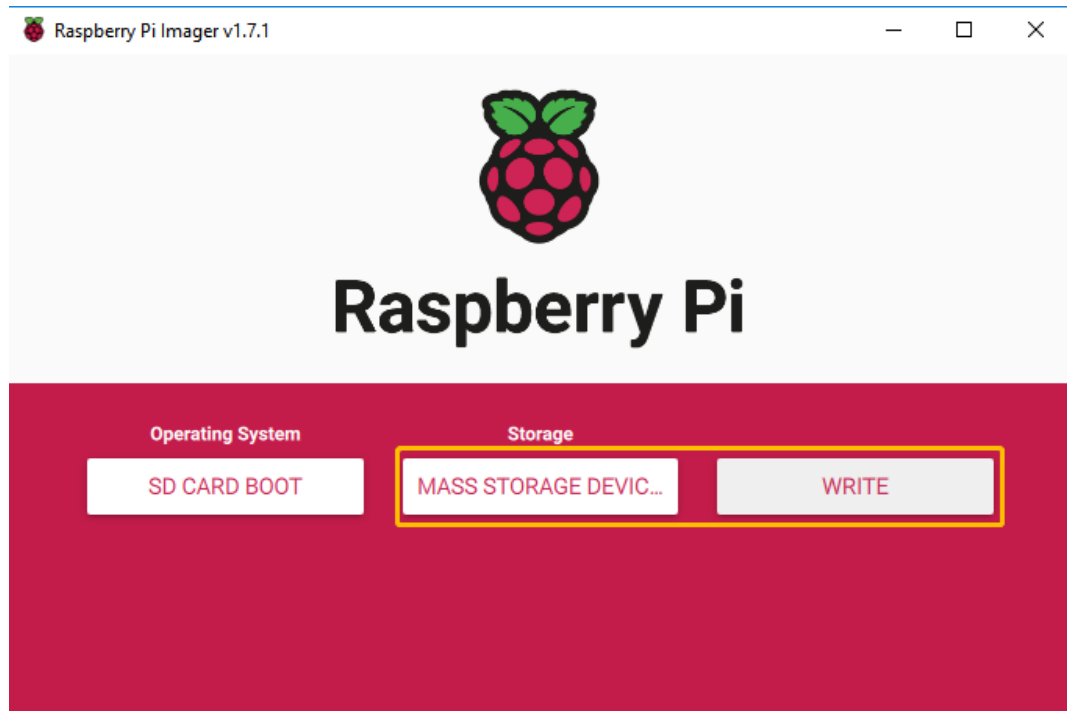 Raspberry Pi Imager v1.7.1
Raspberry Pi
Operating System
Storage
SD CARD BOOT
MASS STORAGE DEVIC...
WRITE